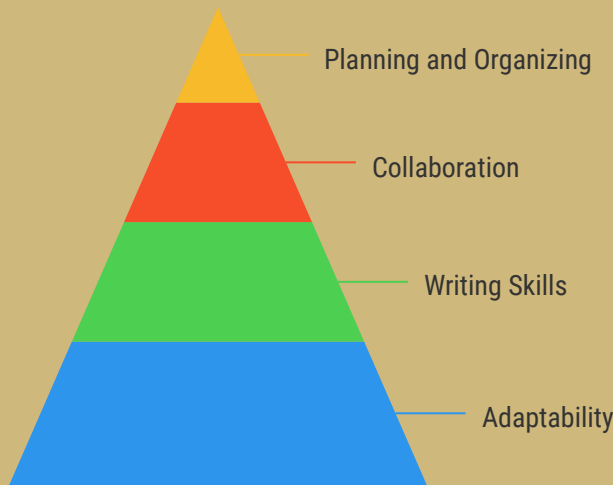 Planning and Organizing
Collaboration
Writing Skills
Adaptability